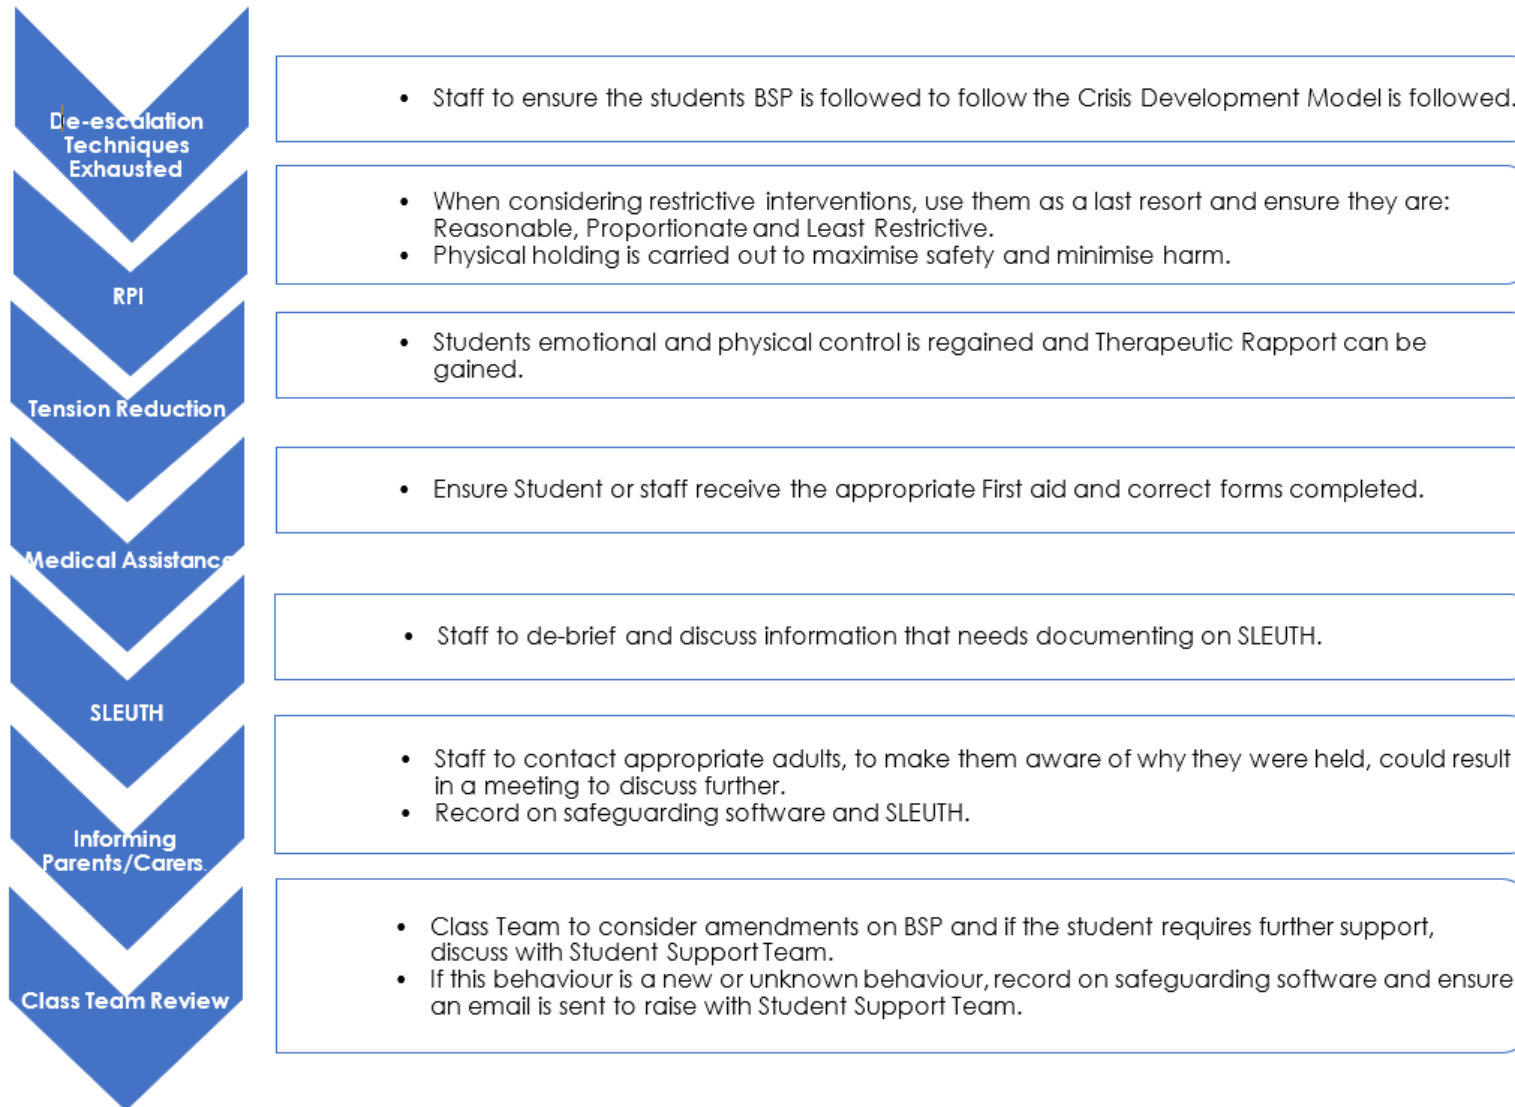 De-escalation
Techniques
Exhausted
• Staff to ensure the students BSP is followed to follow the Crisis Development Model is followed.
RPI
• When considering restrictive interventions, use them as a last resort and ensure they are:
Reasonable, Proportionate and Least Restrictive.
• Physical holding is carried out to maximise safety and minimise harm.
Tension Reduction
• Students emotional and physical control is regained and Therapeutic Rapport can be
gained.
Medical Assistance
• Ensure Student or staff receive the appropriate First aid and correct forms completed.
SLEUTH
• Staff to de-brief and discuss information that needs documenting on SLEUTH.
Informing
Parents/Carers.
• Staff to contact appropriate adults, to make them aware of why they were held, could result
in a meeting to discuss further.
• Record on safeguarding software and SLEUTH.
Class Team Review
• Class Team to consider amendments on BSP and if the student requires further support,
discuss with Student Support Team.
• If this behaviour is a new or unknown behaviour, record on safeguarding software and ensure
an email is sent to raise with Student Support Team.